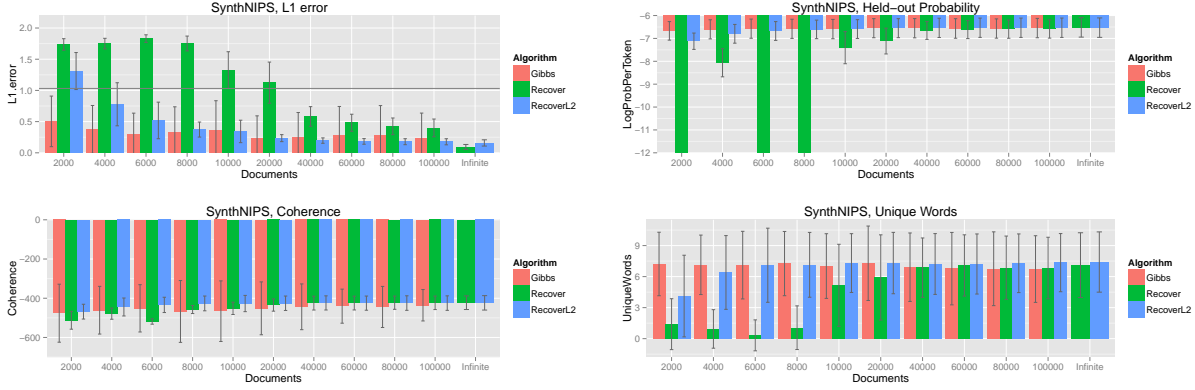 SynthNIPS, L1 error
L1.error
2.0
1.5
1.0
0.5
0.0
2000 4000 6000 8000 10000 20000 40000 60000 80000 100000 Infinite
Documents
Algorithm
Gibbs
Recover
RecoverL2
SynthNIPS, Held−out Probability
LogProbPerToken
−6
−7
−8
−9
−10
−11
−12
2000 4000 6000 8000 10000 20000 40000 60000 80000 100000 Infinite
Documents
Algorithm
Gibbs
Recover
RecoverL2
SynthNIPS, Coherence
Coherence
0
−200
−400
−600
2000 4000 6000 8000 10000 20000 40000 60000 80000 100000 Infinite
Documents
Algorithm
Gibbs
Recover
RecoverL2
SynthNIPS, Unique Words
UniqueWords
9
6
3
0
2000 4000 6000 8000 10000 20000 40000 60000 80000 100000 Infinite
Documents
Algorithm
Gibbs
Recover
RecoverL2